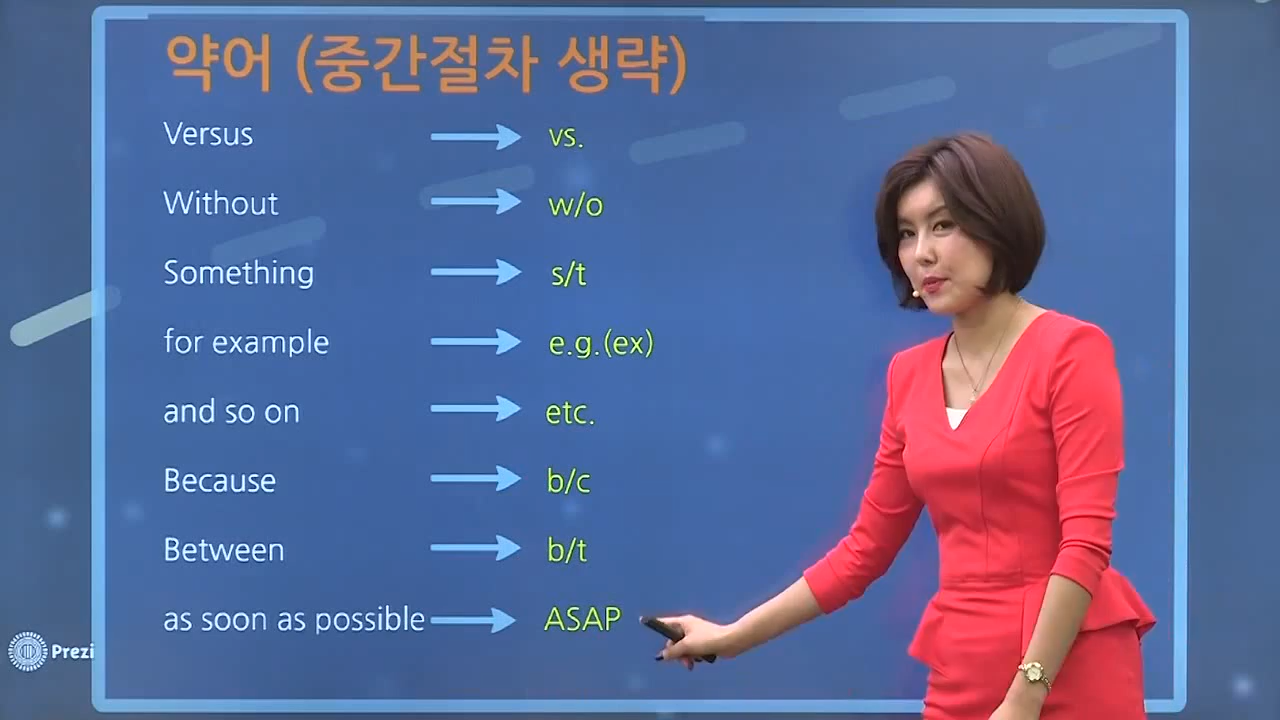 약어 (중간절차 생략)
Versus vs.
Without w/o
Something s/t
for example e.g.(ex)
and so on etc.
Because b/c
Between b/t
as soon as possible ASAP
Prezi